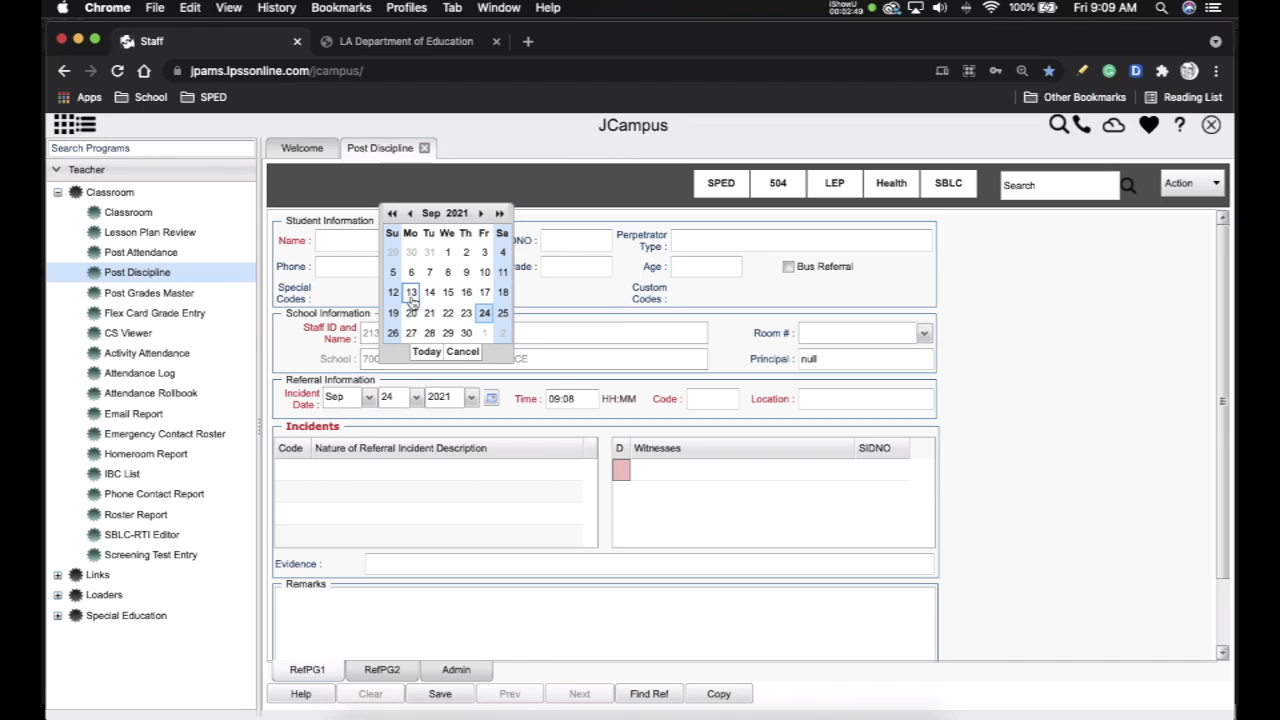 Chrome File Edit View History Bookmarks Profiles Tab Window Help iShowU 00:02:49 100% Fri 9:09 AM
Staff LA Department of Education
jpams.lpssonline.com/jcampus/
Apps School SPED Other Bookmarks Reading List
JCampus
Search Programs Welcome Post Discipline
Teacher
SPED 504 LEP Health SBLC Search Action
Classroom
Classroom
Lesson Plan Review
Post Attendance
Post Discipline
Post Grades Master
Flex Card Grade Entry
CS Viewer
Activity Attendance
Attendance Log
Attendance Rollbook
Email Report
Emergency Contact Roster
Homeroom Report
IBC List
Phone Contact Report
Roster Report
SBLC-RTI Editor
Screening Test Entry
Links
Loaders
Special Education
Student Information
Name : DNO : Perpetrator Type :
Phone : rade : Age : Bus Referral
Special Codes : Custom Codes :
Sep 2021
Su Mo Tu We Th Fr Sa
29 30 31 1 2 3 4
5 6 7 8 9 10 11
12 13 14 15 16 17 18
19 20 21 22 23 24 25
26 27 28 29 30 1 2
Today Cancel
School Information
Staff ID and Name : 213 Room # :
School : 700 CE Principal : null
Referral Information
Incident Date : Sep 24 2021 Time : 09:08 HH:MM Code : Location :
Incidents
Code Nature of Referral Incident Description D Witnesses SIDNO
Evidence :
Remarks
RefPG1 RefPG2 Admin
Help Clear Save Prev Next Find Ref Copy